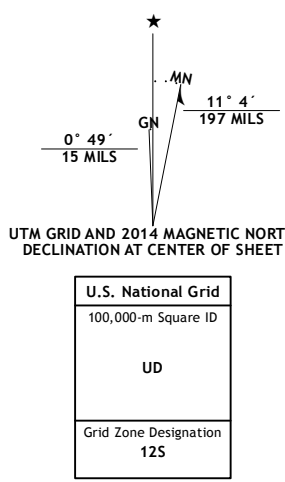 ★
MN
GN
11° 4´
197 MILS
0° 49´
15 MILS
UTM GRID AND 2014 MAGNETIC NORT
DECLINATION AT CENTER OF SHEET
U.S. National Grid
100,000-m Square ID
UD
Grid Zone Designation
12S